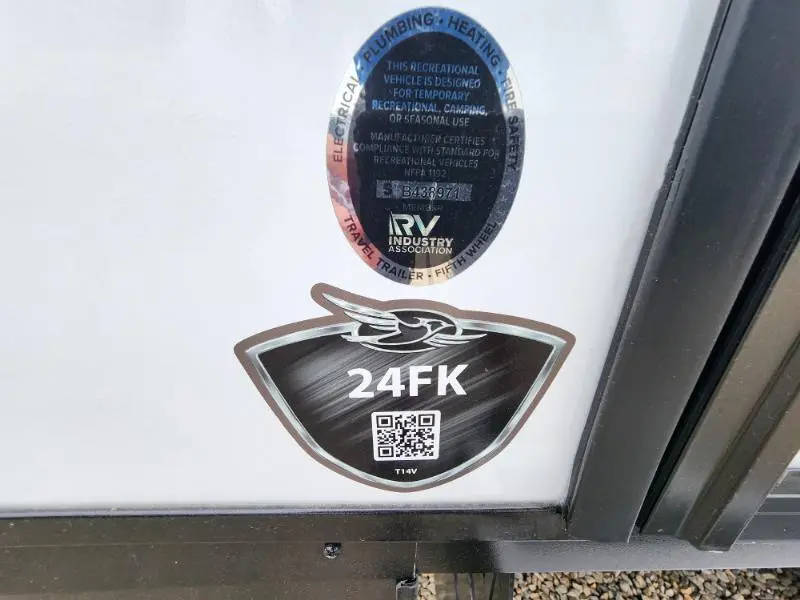 ELECTRICAL • PLUMBING • HEATING • FIRE SAFETY
THIS RECREATIONAL
VEHICLE IS DESIGNED
FOR TEMPORARY
RECREATIONAL, CAMPING,
OR SEASONAL USE
MANUFACTURER CERTIFIES
COMPLIANCE WITH STANDARD FOR
RECREATIONAL VEHICLES
NFPA 1192
S B438971
MEMBER
RV
INDUSTRY
ASSOCIATION
TRAVEL TRAILER • FIFTH WHEEL
24FK
T14V